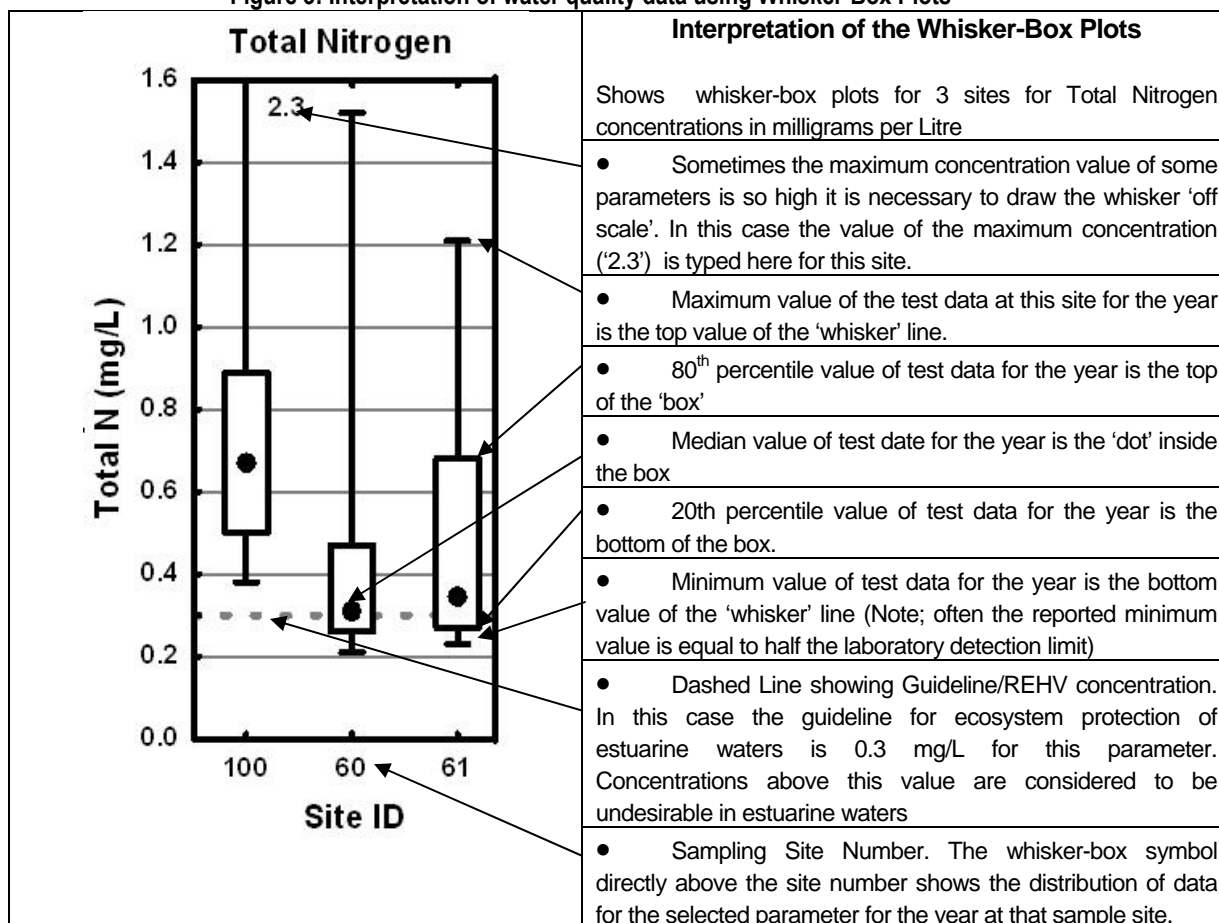 Figure 3: Interpretation of water quality data using Whisker-Box Plots
Total Nitrogen
1.6
1.4
1.2
1.0
0.8
0.6
0.4
0.2
0.0
Total N (mg/L)
2.3
100 60 61
Site ID
Interpretation of the Whisker-Box Plots
Shows whisker-box plots for 3 sites for Total Nitrogen
concentrations in milligrams per Litre
• Sometimes the maximum concentration value of some
parameters is so high it is necessary to draw the whisker ‘off
scale’. In this case the value of the maximum concentration
(‘2.3’) is typed here for this site.
• Maximum value of the test data at this site for the year
is the top value of the ‘whisker’ line.
• 80th percentile value of test data for the year is the top
of the ‘box’
• Median value of test date for the year is the ‘dot’ inside
the box
• 20th percentile value of test data for the year is the
bottom of the box.
• Minimum value of test data for the year is the bottom
value of the ‘whisker’ line (Note; often the reported minimum
value is equal to half the laboratory detection limit)
• Dashed Line showing Guideline/REHV concentration.
In this case the guideline for ecosystem protection of
estuarine waters is 0.3 mg/L for this parameter.
Concentrations above this value are considered to be
undesirable in estuarine waters
• Sampling Site Number. The whisker-box symbol
directly above the site number shows the distribution of data
for the selected parameter for the year at that sample site.